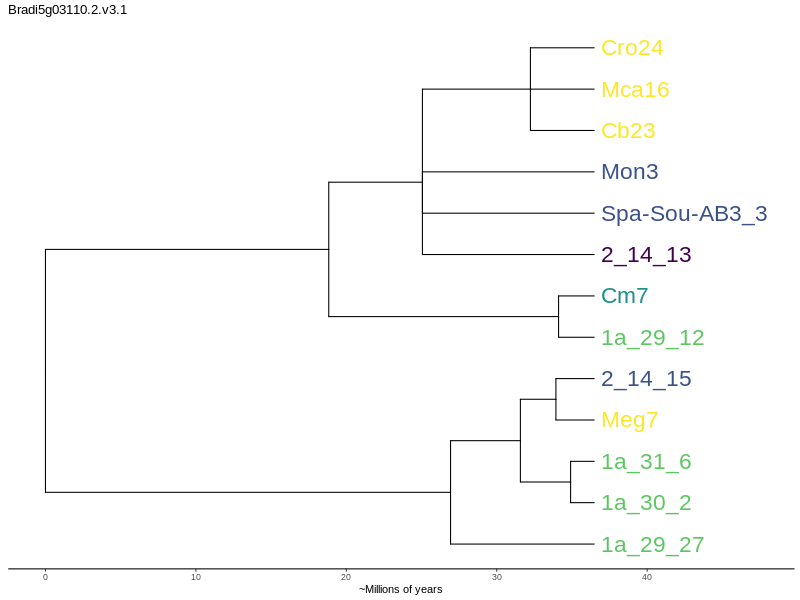 Bradi5g03110.2.v3.1
Cro24
Mca16
Cb23
Mon3
Spa-Sou-AB3_3
2_14_13
Cm7
1a_29_12
2_14_15
Meg7
1a_31_6
1a_30_2
1a_29_27
0 10 20 30 40
~Millions of years